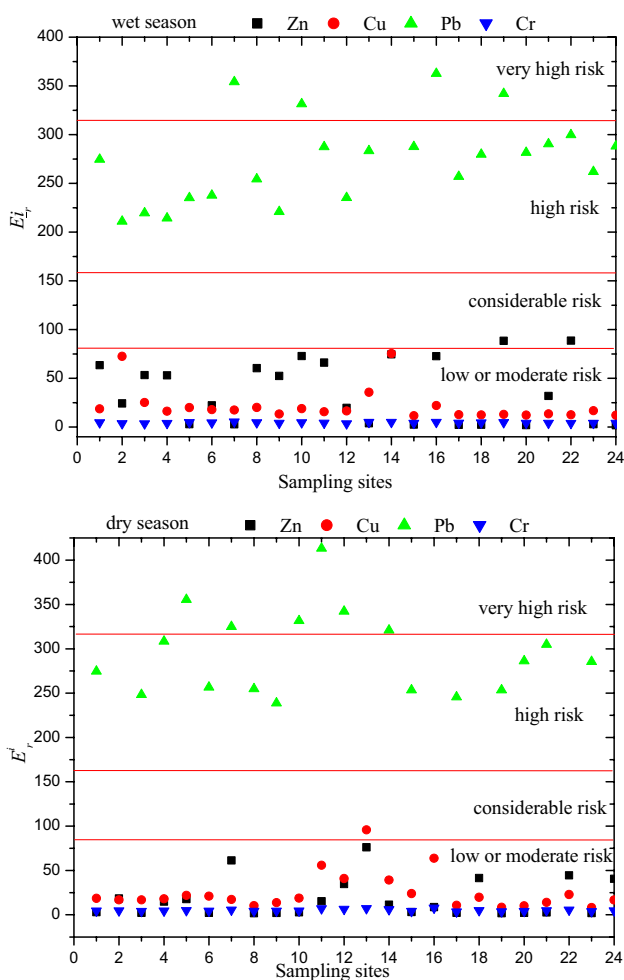 wet season Zn Cu Pb Cr
400
350
300
250
200
150
100
50
0
E^i_r
very high risk
high risk
considerable risk
low or moderate risk
0 2 4 6 8 10 12 14 16 18 20 22 24
Sampling sites
dry season Zn Cu Pb Cr
400
350
300
250
200
150
100
50
0
E^i_r
very high risk
high risk
considerable risk
low or moderate risk
0 2 4 6 8 10 12 14 16 18 20 22 24
Sampling sites